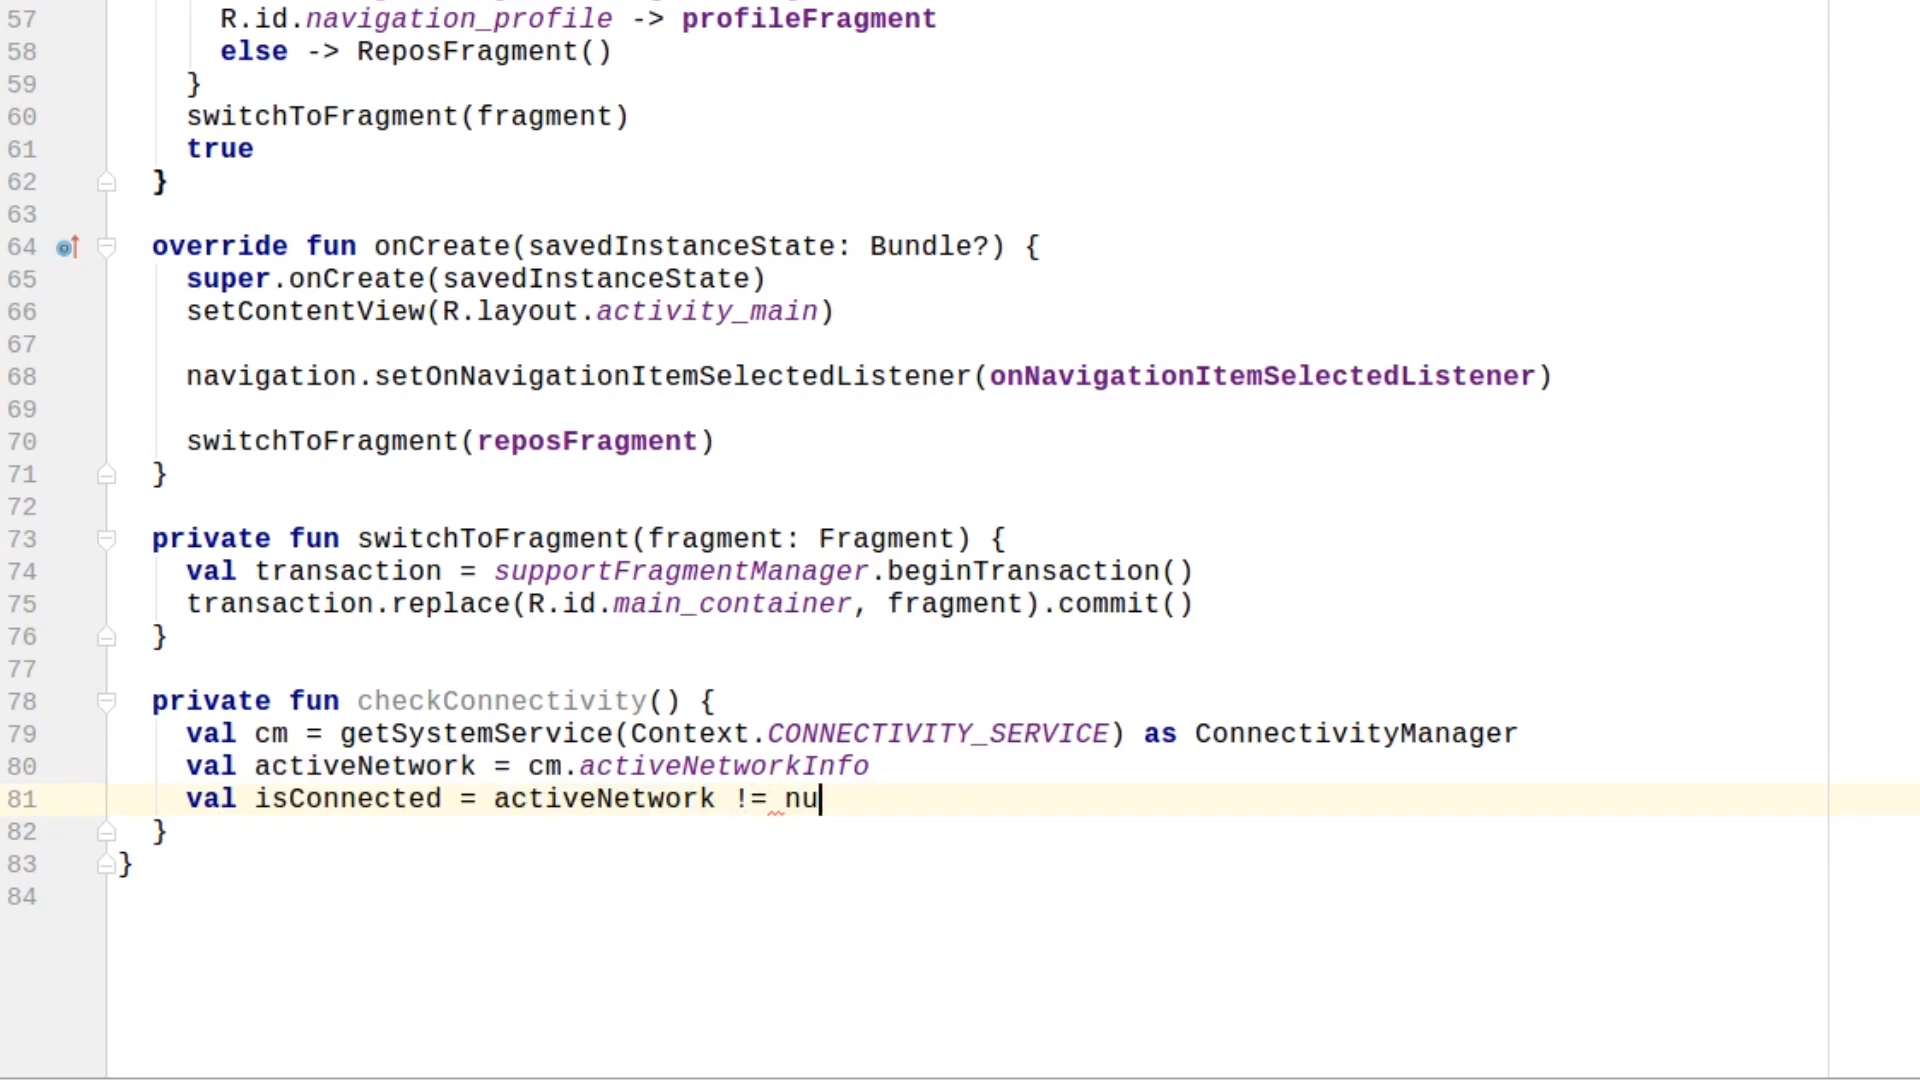 57 R.id.navigation_profile -> profileFragment
58 else -> ReposFragment()
59 }
60 switchToFragment(fragment)
61 true
62 }
63
64 override fun onCreate(savedInstanceState: Bundle?) {
65 super.onCreate(savedInstanceState)
66 setContentView(R.layout.activity_main)
67
68 navigation.setOnNavigationItemSelectedListener(onNavigationItemSelectedListener)
69
70 switchToFragment(reposFragment)
71 }
72
73 private fun switchToFragment(fragment: Fragment) {
74 val transaction = supportFragmentManager.beginTransaction()
75 transaction.replace(R.id.main_container, fragment).commit()
76 }
77
78 private fun checkConnectivity() {
79 val cm = getSystemService(Context.CONNECTIVITY_SERVICE) as ConnectivityManager
80 val activeNetwork = cm.activeNetworkInfo
81 val isConnected = activeNetwork != nu
82 }
83 }
84